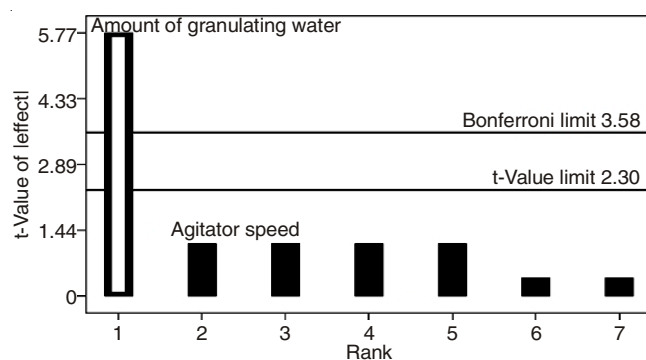 Amount of granulating water
5.77
4.33
Bonferroni limit 3.58
2.89
t-Value limit 2.30
1.44
Agitator speed
0
t-Value of |effect|
1 2 3 4 5 6 7
Rank